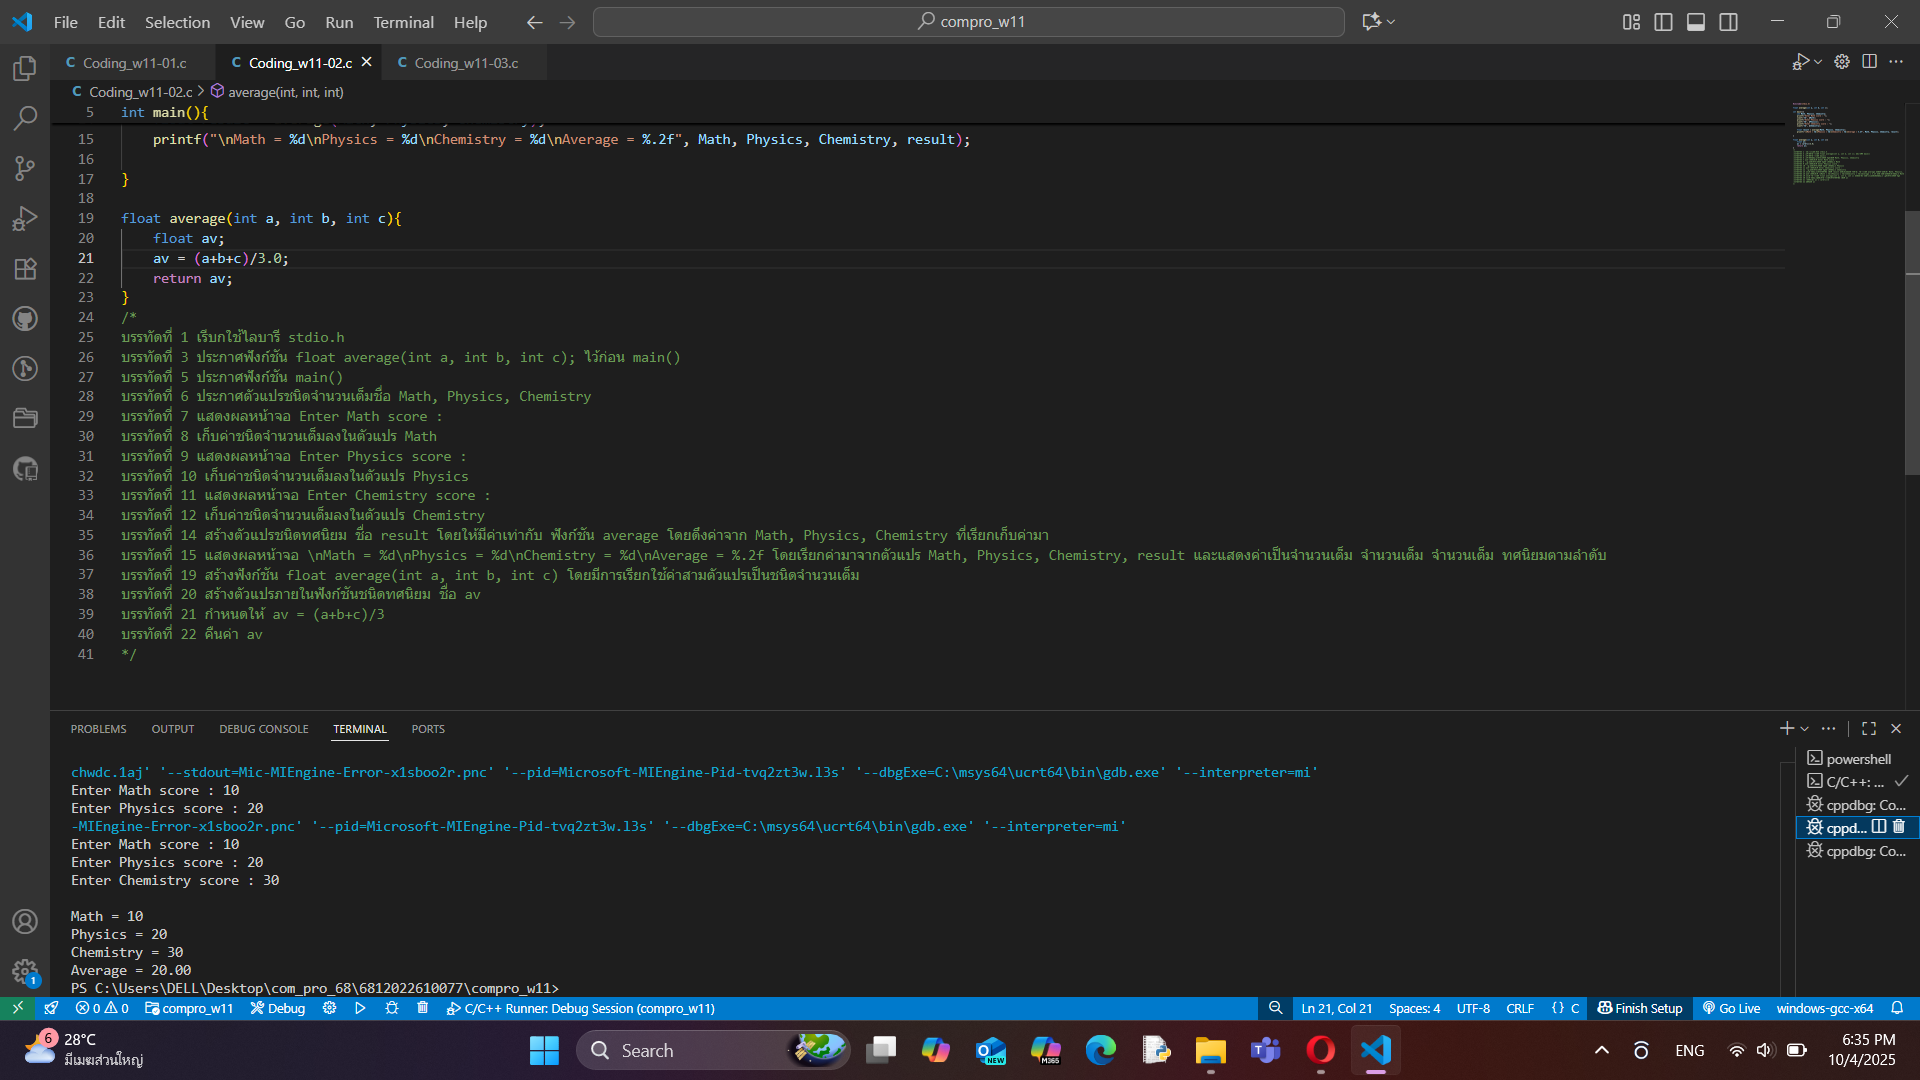 File Edit Selection View Go Run Terminal Help
compro_w11
Coding_w11-01.c
Coding_w11-02.c
Coding_w11-03.c
Coding_w11-02.c > average(int, int, int)
5 int main(){
15 printf("\nMath = %d\nPhysics = %d\nChemistry = %d\nAverage = %.2f", Math, Physics, Chemistry, result);
16
17 }
18
19 float average(int a, int b, int c){
20 float av;
21 av = (a+b+c)/3.0;
22 return av;
23 }
24 /*
25 บรรทัดที่ 1 เรีบกใช้ไลบารี stdio.h
26 บรรทัดที่ 3 ประกาศฟังก์ชัน float average(int a, int b, int c); ไว้ก่อน main()
27 บรรทัดที่ 5 ประกาศฟังก์ชัน main()
28 บรรทัดที่ 6 ประกาศตัวแปรชนิดจำนวนเต็มชื่อ Math, Physics, Chemistry
29 บรรทัดที่ 7 แสดงผลหน้าจอ Enter Math score :
30 บรรทัดที่ 8 เก็บค่าชนิดจำนวนเต็มลงในตัวแปร Math
31 บรรทัดที่ 9 แสดงผลหน้าจอ Enter Physics score :
32 บรรทัดที่ 10 เก็บค่าชนิดจำนวนเต็มลงในตัวแปร Physics
33 บรรทัดที่ 11 แสดงผลหน้าจอ Enter Chemistry score :
34 บรรทัดที่ 12 เก็บค่าชนิดจำนวนเต็มลงในตัวแปร Chemistry
35 บรรทัดที่ 14 สร้างตัวแปรชนิดทศนิยม ชื่อ result โดยให้มีค่าเท่ากับ ฟังก์ชัน average โดยดึงค่าจาก Math, Physics, Chemistry ที่เรียกเก็บค่ามา
36 บรรทัดที่ 15 แสดงผลหน้าจอ \nMath = %d\nPhysics = %d\nChemistry = %d\nAverage = %.2f โดยเรียกค่ามาจากตัวแปร Math, Physics, Chemistry, result และแสดงค่าเป็นจำนวนเต็ม จำนวนเต็ม จำนวนเต็ม ทศนิยมตามลำดับ
37 บรรทัดที่ 19 สร้างฟังก์ชัน float average(int a, int b, int c) โดยมีการเรียกใช้ค่าสามตัวแปรเป็นชนิดจำนวนเต็ม
38 บรรทัดที่ 20 สร้างตัวแปรภายในฟังก์ชันชนิดทศนิยม ชื่อ av
39 บรรทัดที่ 21 กำหนดให้ av = (a+b+c)/3
40 บรรทัดที่ 22 คืนค่า av
41 */
PROBLEMS OUTPUT DEBUG CONSOLE TERMINAL PORTS
chwdc.1aj' '--stdout=Mic-MIEngine-Error-x1sboo2r.pnc' '--pid=Microsoft-MIEngine-Pid-tvq2zt3w.l3s' '--dbgExe=C:\msys64\ucrt64\bin\gdb.exe' '--interpreter=mi'
Enter Math score : 10
Enter Physics score : 20
-MIEngine-Error-x1sboo2r.pnc' '--pid=Microsoft-MIEngine-Pid-tvq2zt3w.l3s' '--dbgExe=C:\msys64\ucrt64\bin\gdb.exe' '--interpreter=mi'
Enter Math score : 10
Enter Physics score : 20
Enter Chemistry score : 30
Math = 10
Physics = 20
Chemistry = 30
Average = 20.00
PS C:\Users\DELL\Desktop\com_pro_68\6812022610077\compro_w11>
powershell
C/C++: ...
cppdbg: Co...
cppd...
cppdbg: Co...
1
0 0 compro_w11 Debug C/C++ Runner: Debug Session (compro_w11)
Ln 21, Col 21 Spaces: 4 UTF-8 CRLF {} C Finish Setup Go Live windows-gcc-x64
6
28°C
มีเมฆส่วนใหญ่
Search
NEW
M365
ENG
6:35 PM
10/4/2025